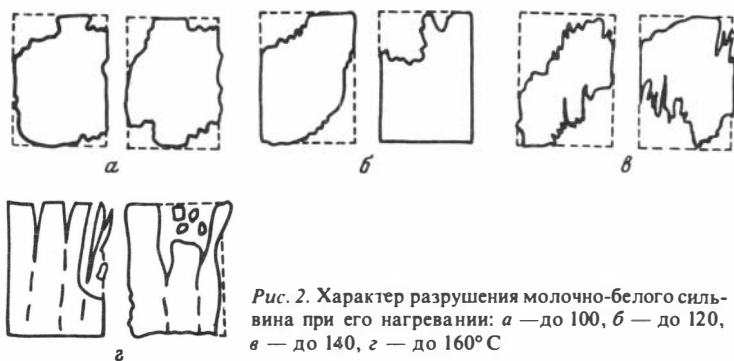 а
б
в
г
Рис. 2. Характер разрушения молочно-белого силь-
вина при его нагревании: а —до 100, б — до 120,
в — до 140, г — до 160° С